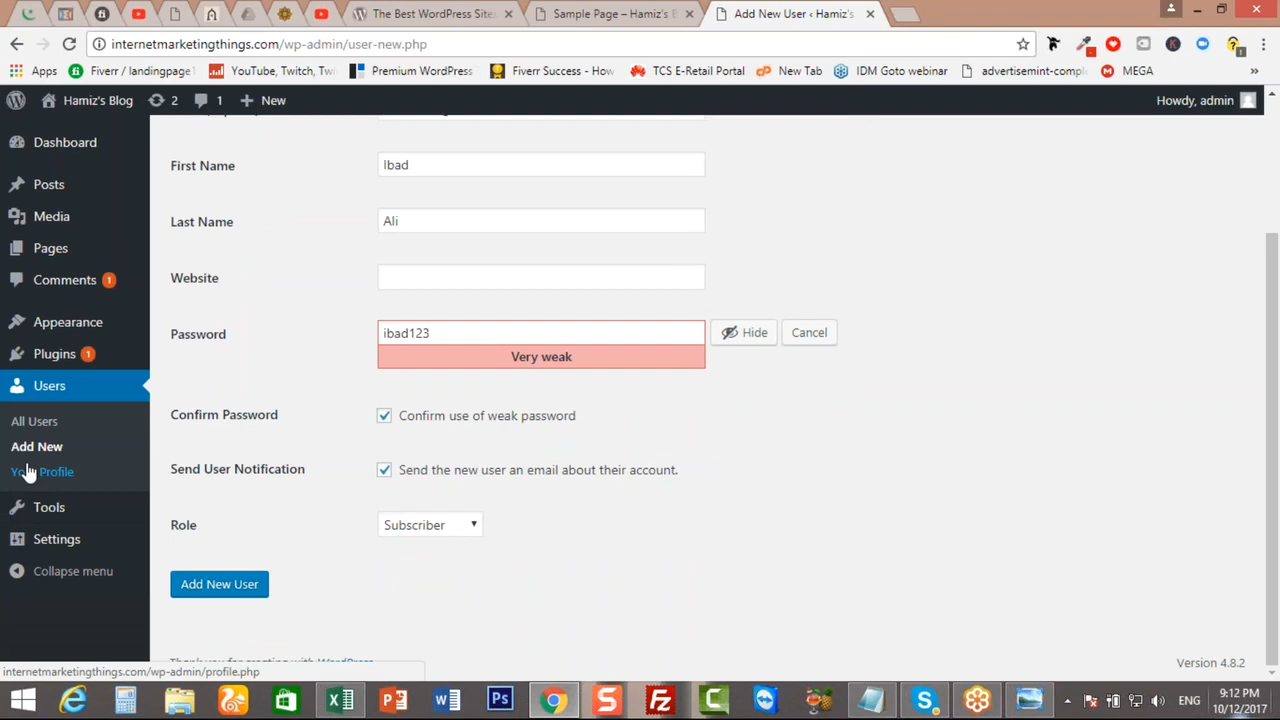 The Best WordPress Site
Sample Page – Hamiz's B
Add New User ‹ Hamiz's
internetmarketingthings.com/wp-admin/user-new.php
Apps
Fiverr / landingpage
YouTube, Twitch, Twi
Premium WordPress
Fiverr Success - How
TCS E-Retail Portal
New Tab
IDM Goto webinar
advertisemint-comple
MEGA
Hamiz's Blog
2
1
New
Howdy, admin
Dashboard
Posts
Media
Pages
Comments 1
Appearance
Plugins 1
Users
All Users
Add New
Profile
Tools
Settings
Collapse menu
First Name
Ibad
Last Name
Ali
Website
Password
ibad123
Hide
Cancel
Very weak
Confirm Password
Confirm use of weak password
Send User Notification
Send the new user an email about their account.
Role
Subscriber
Add New User
Version 4.8.2
internetmarketingthings.com/wp-admin/profile.php
ENG
9:12 PM
10/12/2017